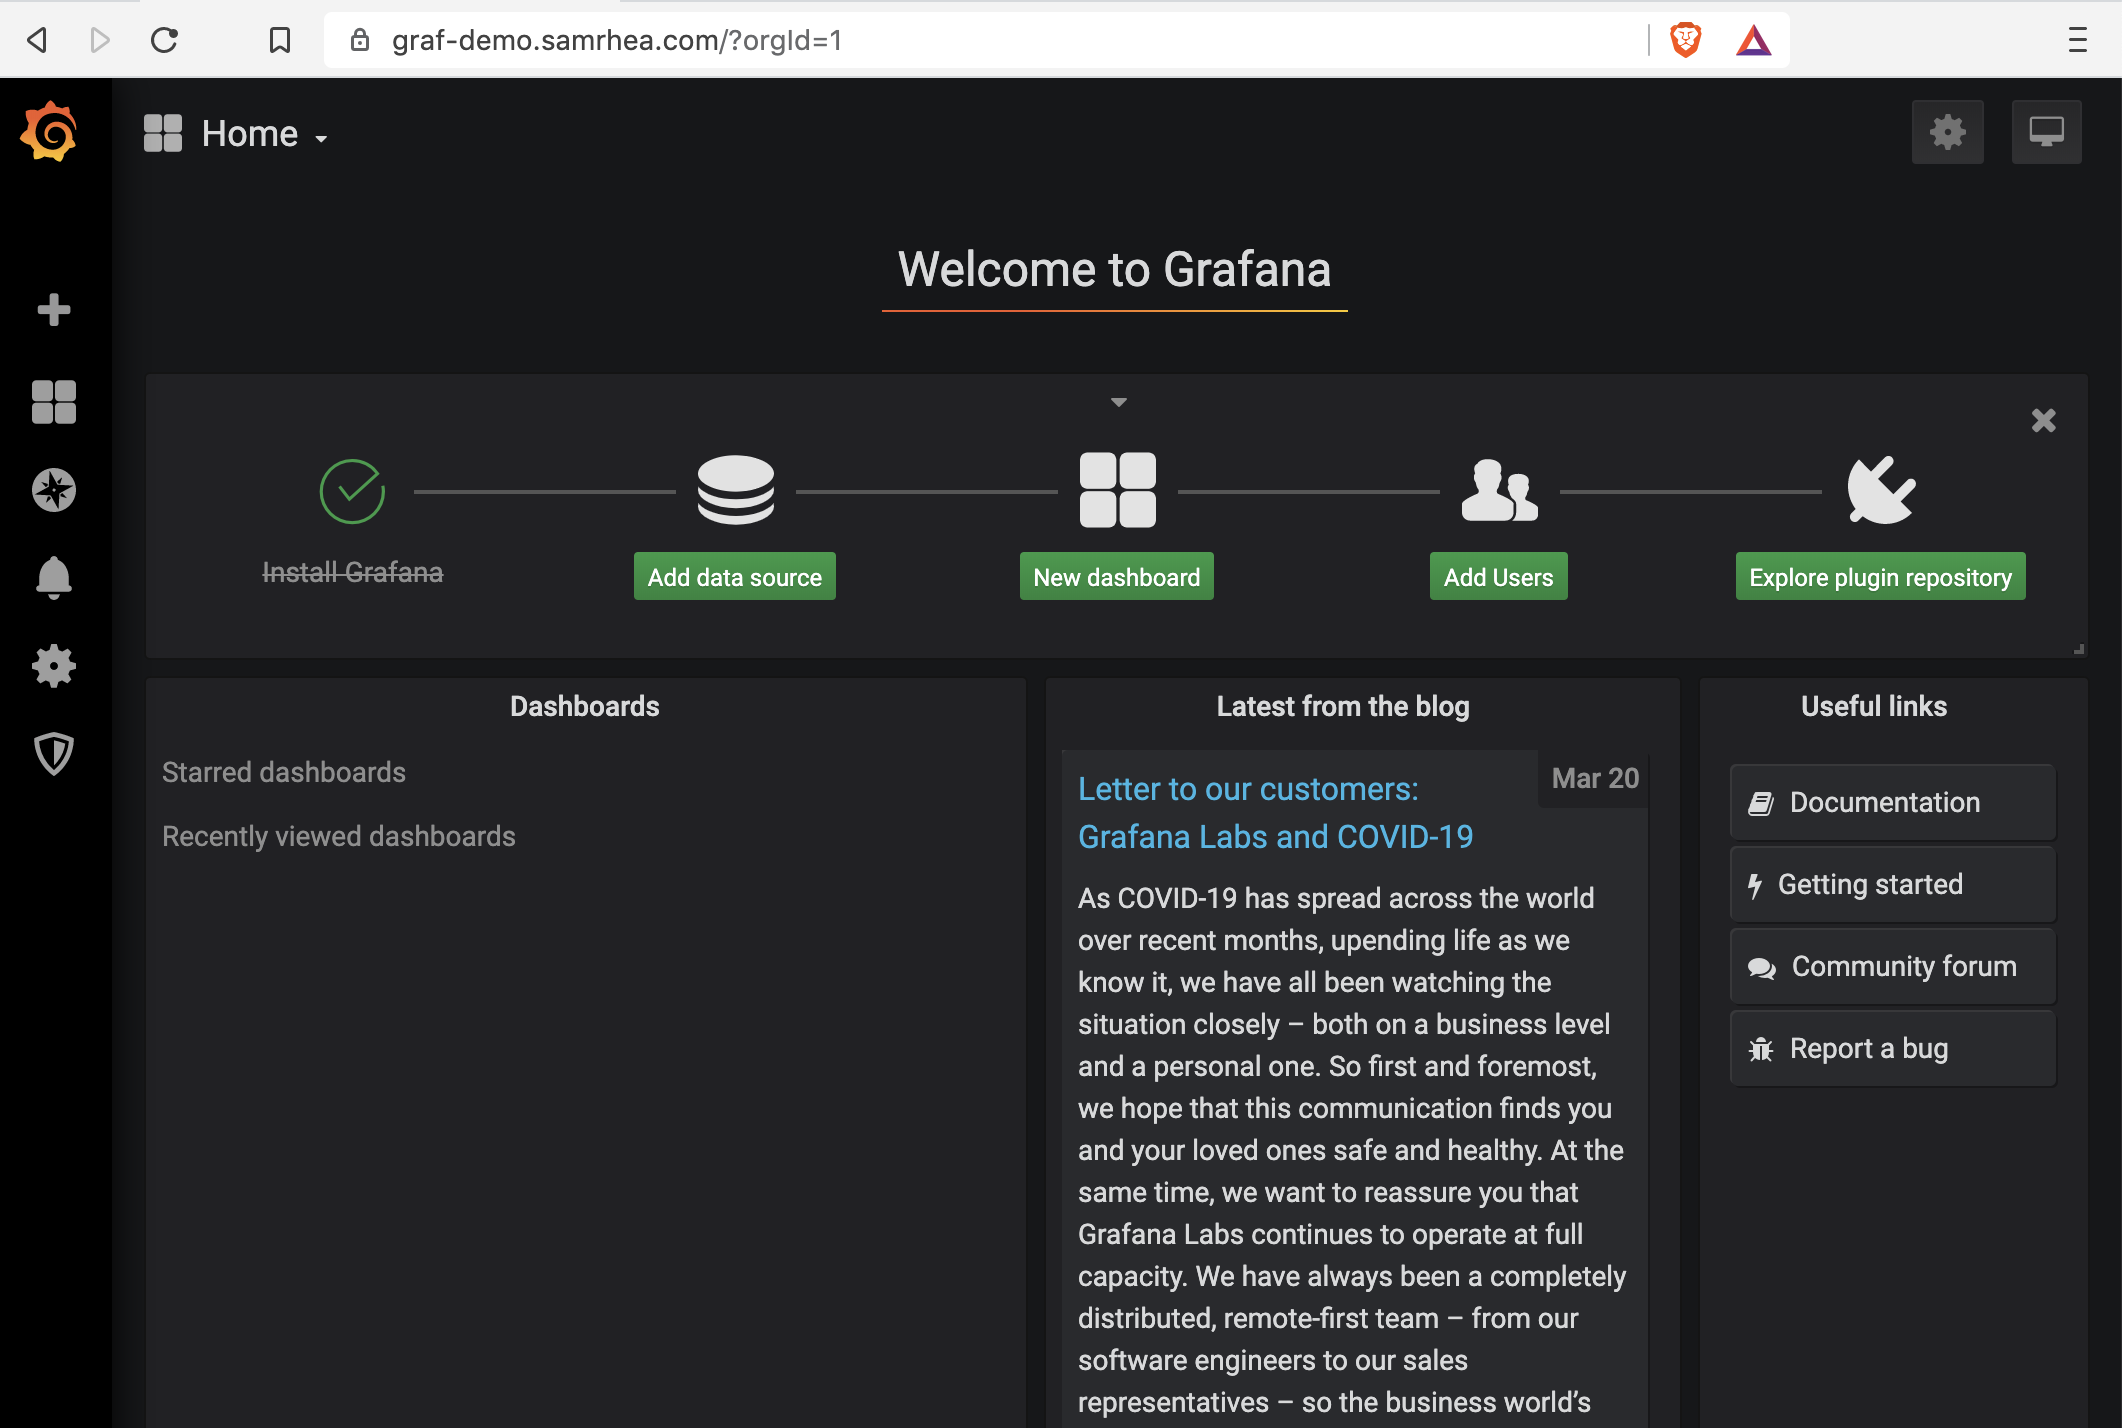 graf-demo.samrhea.com/?orgId=1
Home
Welcome to Grafana
Install Grafana
Add data source
New dashboard
Add Users
Explore plugin repository
Dashboards
Starred dashboards
Recently viewed dashboards
Latest from the blog
Mar 20
Letter to our customers:
Grafana Labs and COVID-19
As COVID-19 has spread across the world
over recent months, upending life as we
know it, we have all been watching the
situation closely – both on a business level
and a personal one. So first and foremost,
we hope that this communication finds you
and your loved ones safe and healthy. At the
same time, we want to reassure you that
Grafana Labs continues to operate at full
capacity. We have always been a completely
distributed, remote-first team – from our
software engineers to our sales
representatives – so the business world’s
Useful links
Documentation
Getting started
Community forum
Report a bug